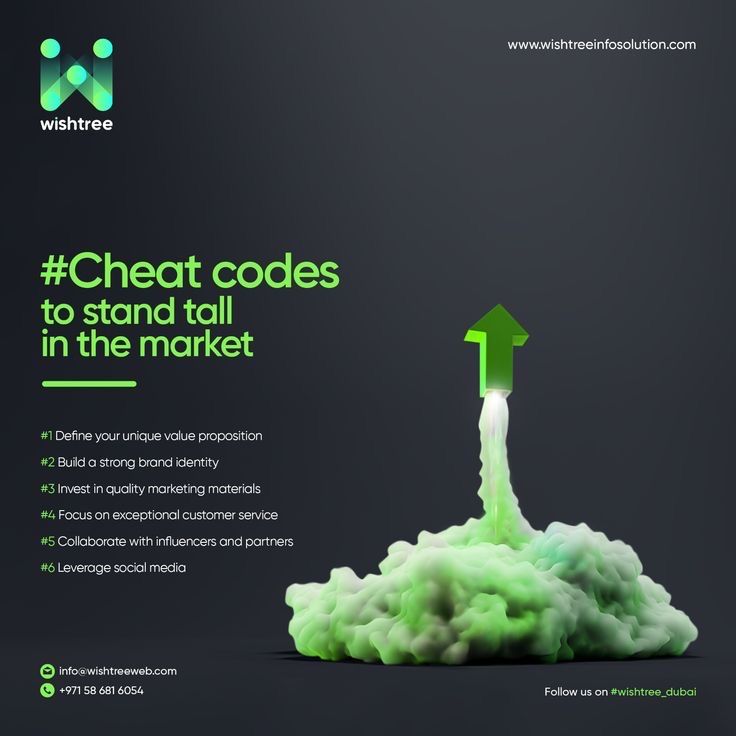 wishtree
www.wishtreeinfosolution.com
#Cheat codes
to stand tall
in the market
#1 Define your unique value proposition
#2 Build a strong brand identity
#3 Invest in quality marketing materials
#4 Focus on exceptional customer service
#5 Collaborate with influencers and partners
#6 Leverage social media
info@wishtreeweb.com
+971 58 681 6054
Follow us on #wishtree_dubai